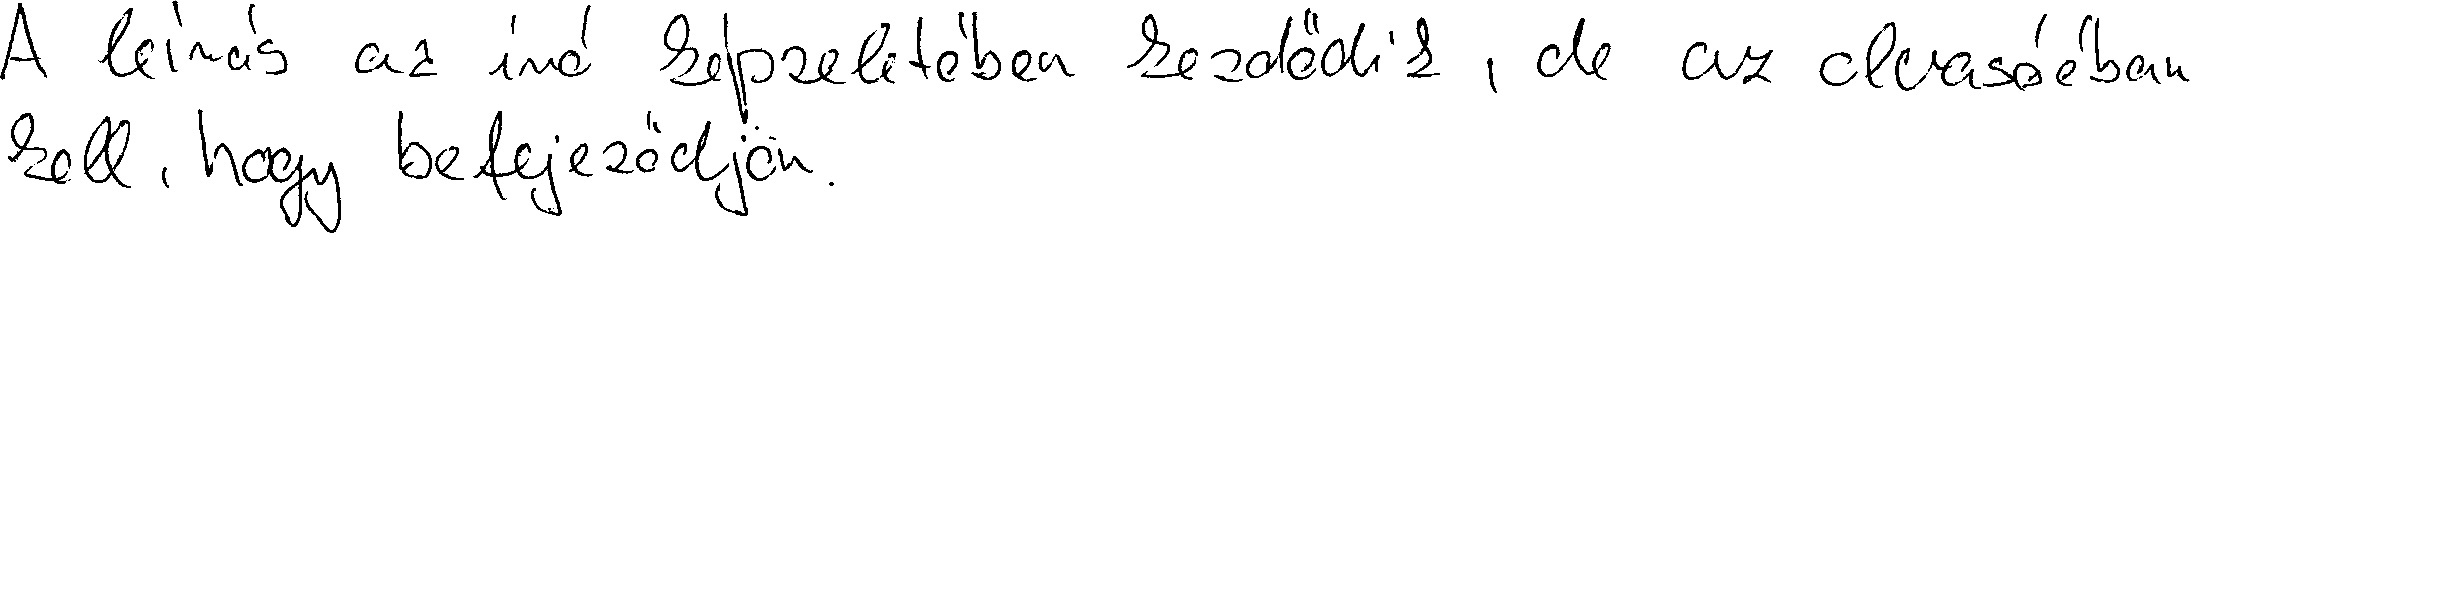 A leírás az író képzeletében kezdődik, de az olvasóéban
kell, hogy befejeződjön.